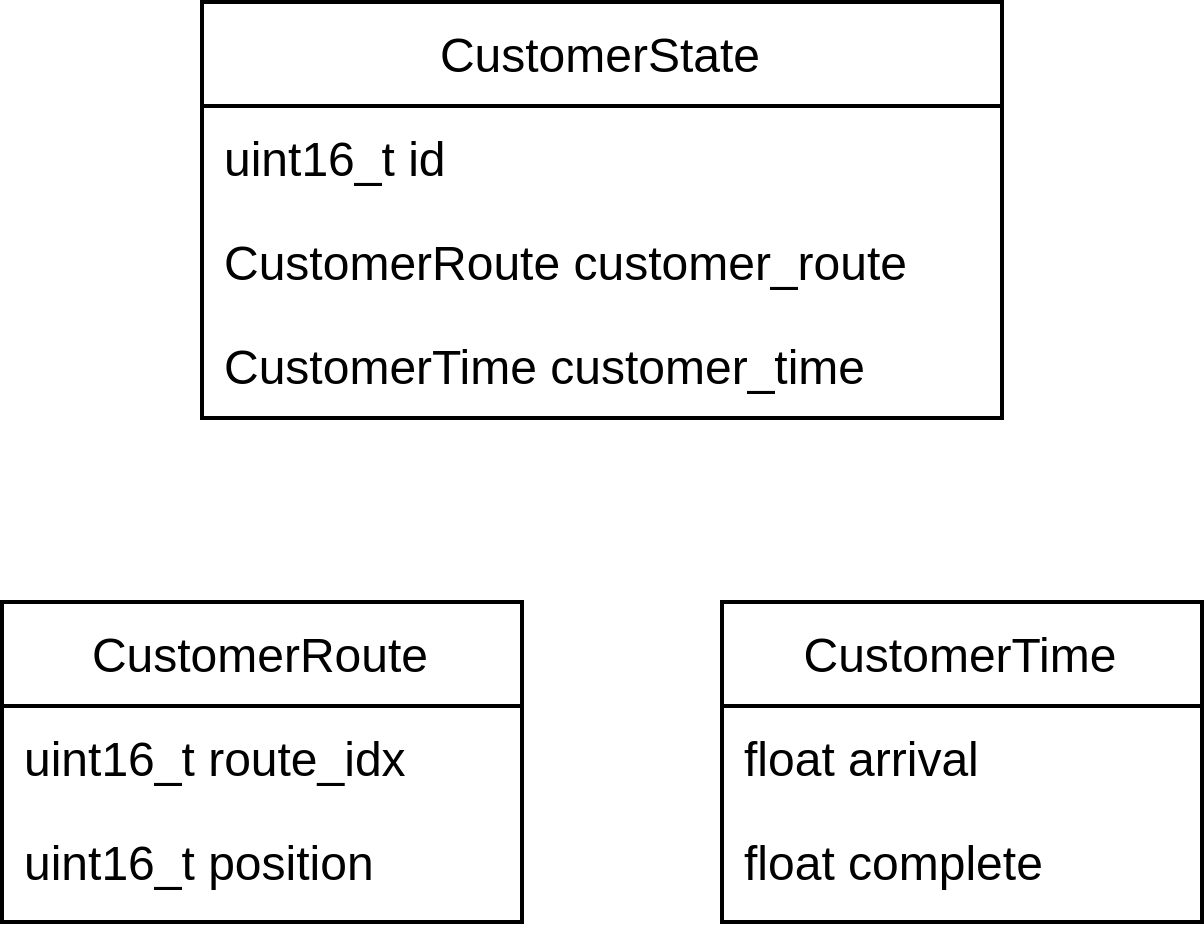 CustomerState
uint16_t id
CustomerRoute customer_route
CustomerTime customer_time
CustomerRoute
uint16_t route_idx
uint16_t position
CustomerTime
float arrival
float complete